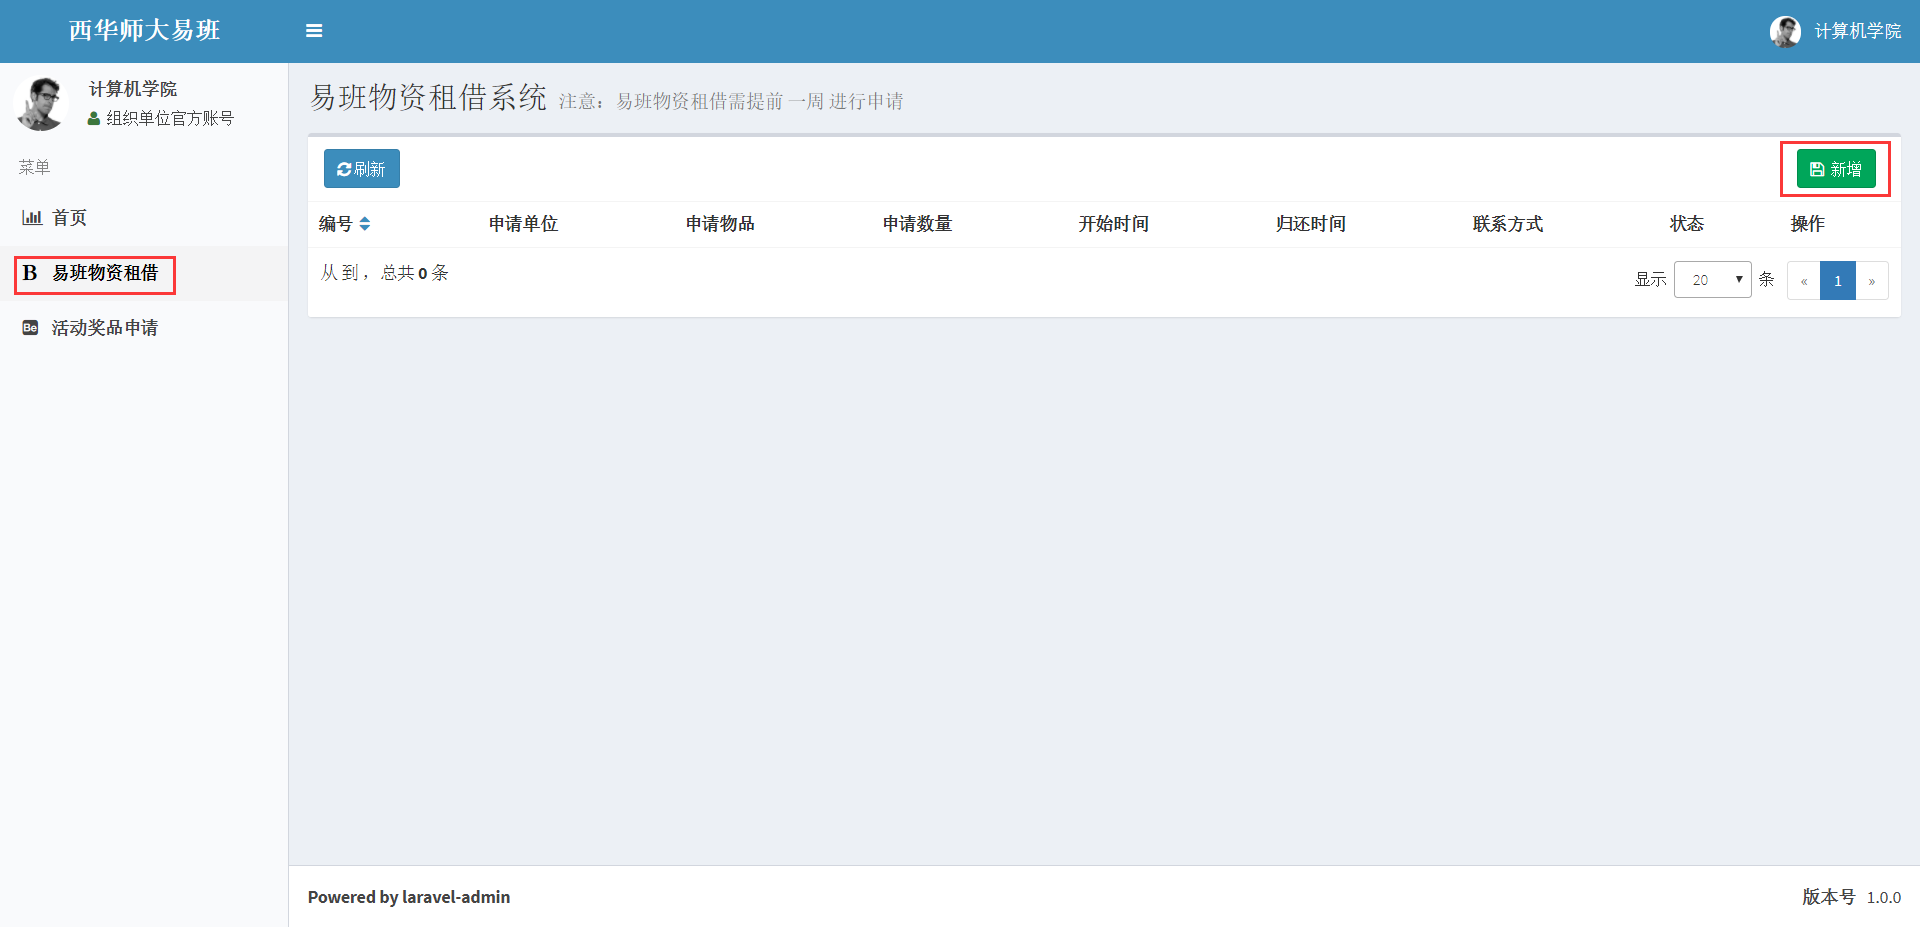 西华师大易班
计算机学院
计算机学院
组织单位官方账号
菜单
首页
B 易班物资租借
Be 活动奖品申请
易班物资租借系统 注意：易班物资租借需提前 一周 进行申请
刷新
新增
编号 申请单位 申请物品 申请数量 开始时间 归还时间 联系方式 状态 操作
从 到 ，总共 0 条
显示 20 条 « 1 »
Powered by laravel-admin
版本号 1.0.0